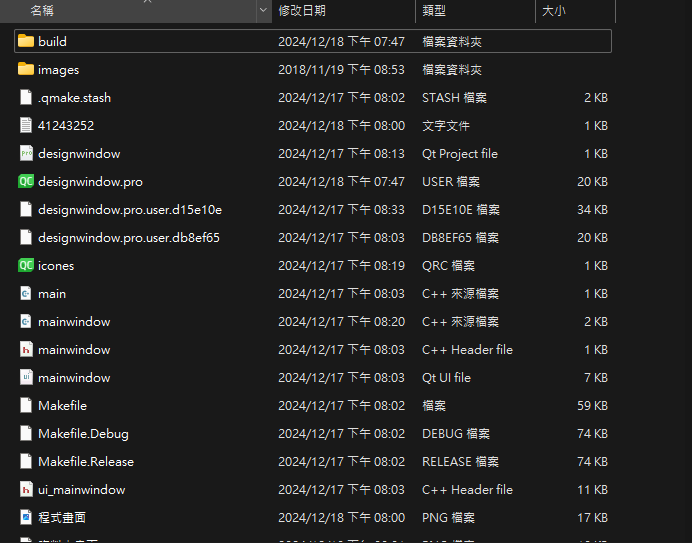 名稱 修改日期 類型 大小
build 2024/12/18 下午 07:47 檔案資料夾
images 2018/11/19 下午 08:53 檔案資料夾
.qmake.stash 2024/12/17 下午 08:02 STASH 檔案 2 KB
41243252 2024/12/18 下午 08:00 文字文件 1 KB
designwindow 2024/12/17 下午 08:13 Qt Project file 1 KB
designwindow.pro 2024/12/18 下午 07:47 USER 檔案 20 KB
designwindow.pro.user.d15e10e 2024/12/17 下午 08:33 D15E10E 檔案 34 KB
designwindow.pro.user.db8ef65 2024/12/17 下午 08:03 DB8EF65 檔案 20 KB
icones 2024/12/17 下午 08:19 QRC 檔案 1 KB
main 2024/12/17 下午 08:03 C++ 來源檔案 1 KB
mainwindow 2024/12/17 下午 08:20 C++ 來源檔案 2 KB
mainwindow 2024/12/17 下午 08:03 C++ Header file 1 KB
mainwindow 2024/12/17 下午 08:03 Qt UI file 7 KB
Makefile 2024/12/17 下午 08:02 檔案 59 KB
Makefile.Debug 2024/12/17 下午 08:02 DEBUG 檔案 74 KB
Makefile.Release 2024/12/17 下午 08:02 RELEASE 檔案 74 KB
ui_mainwindow 2024/12/17 下午 08:03 C++ Header file 11 KB
程式畫面 2024/12/18 下午 08:00 PNG 檔案 17 KB